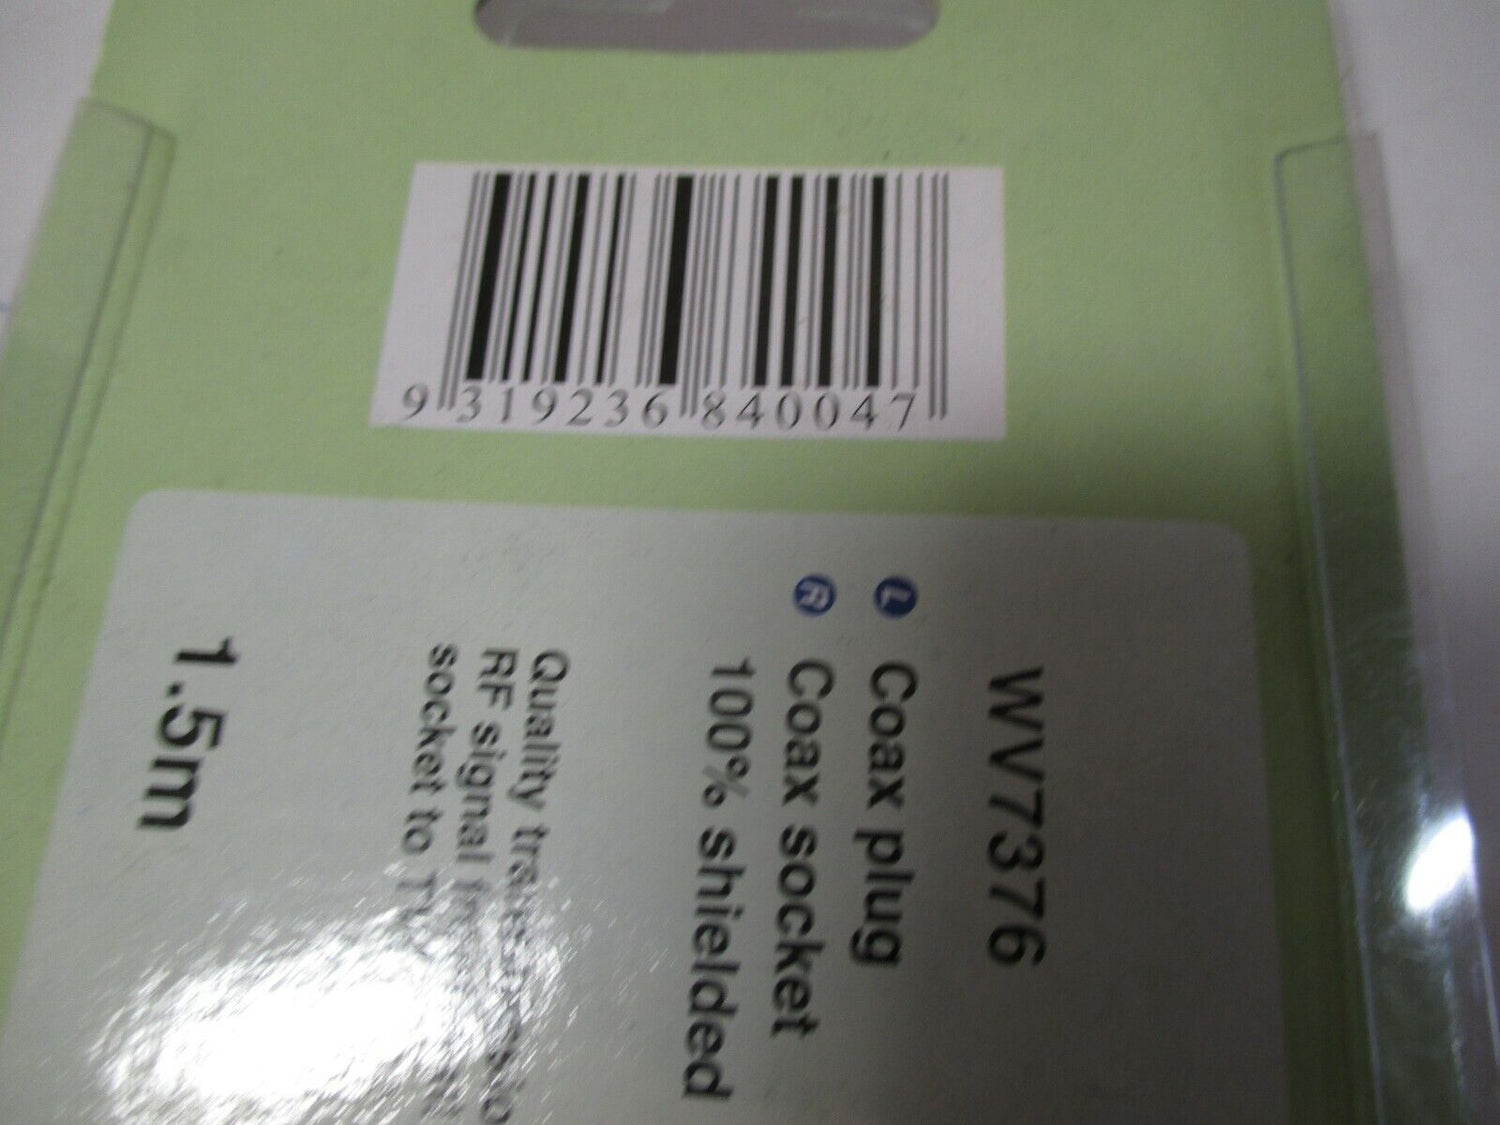 9 319236 840047
WV7376
L Coax plug
R Coax socket
100% shielded
Quality
RF signal
socket to
1.5m